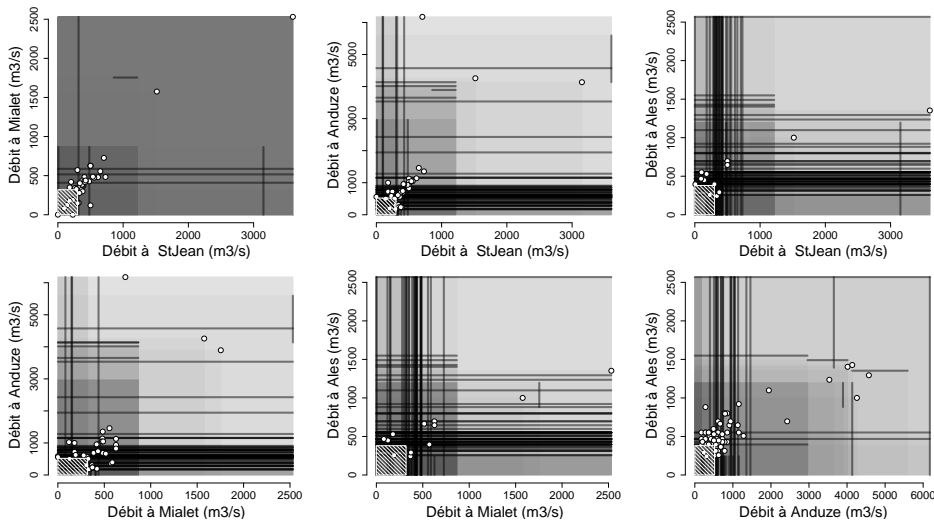 0 500 1000 1500 2000 2500
Débit à Mialet (m3/s)
0 1000 2000 3000
Débit à StJean (m3/s)
0 1000 3000 5000
Débit à Anduze (m3/s)
0 1000 2000 3000
Débit à StJean (m3/s)
0 500 1000 1500 2000 2500
Débit à Ales (m3/s)
0 1000 2000 3000
Débit à StJean (m3/s)
0 1000 3000 5000
Débit à Anduze (m3/s)
0 500 1000 1500 2000 2500
Débit à Mialet (m3/s)
0 500 1000 1500 2000 2500
Débit à Ales (m3/s)
0 500 1000 1500 2000 2500
Débit à Mialet (m3/s)
0 500 1000 1500 2000 2500
Débit à Ales (m3/s)
0 1000 2000 3000 4000 5000 6000
Débit à Anduze (m3/s)